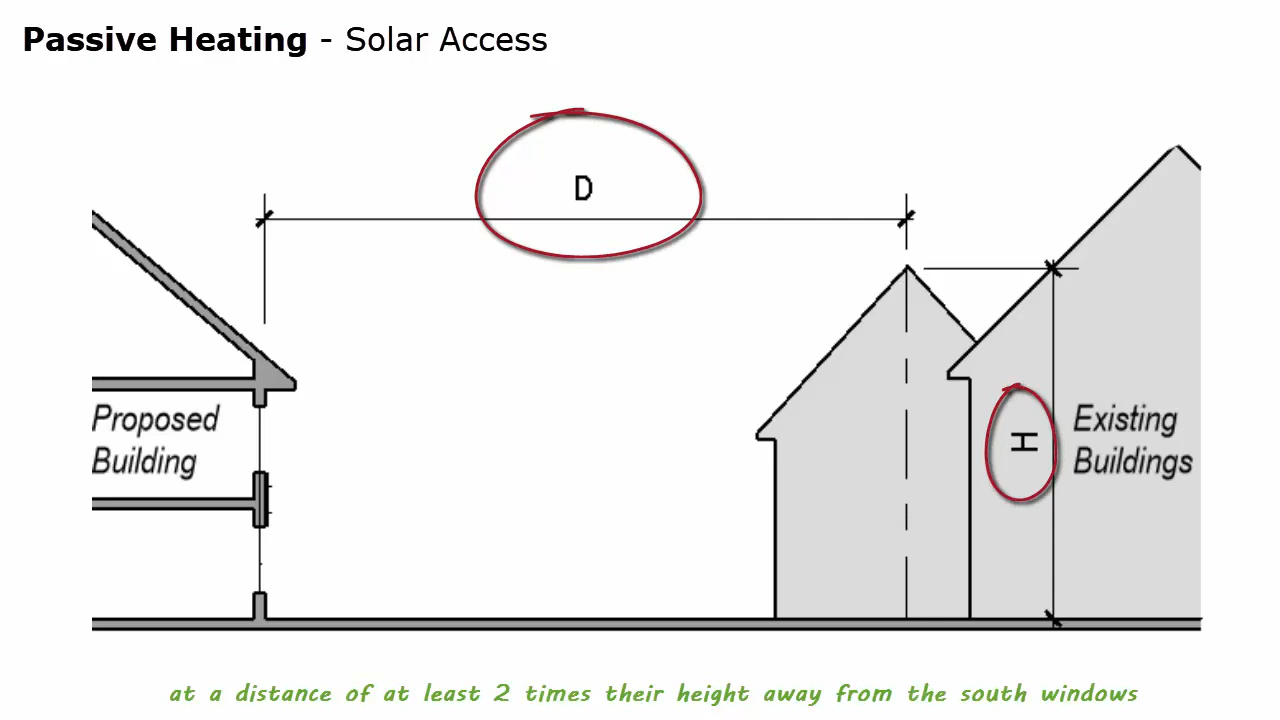 Passive Heating - Solar Access
D
Proposed
Building
H
Existing
Buildings
at a distance of at least 2 times their height away from the south windows